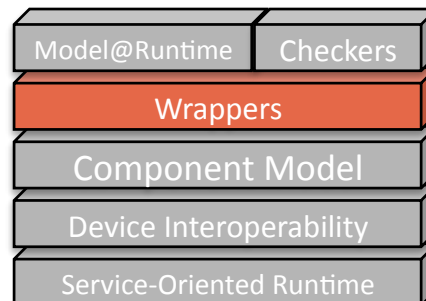 Model@Runtime Checkers
Wrappers
Component Model
Device Interoperability
Service-Oriented Runtime